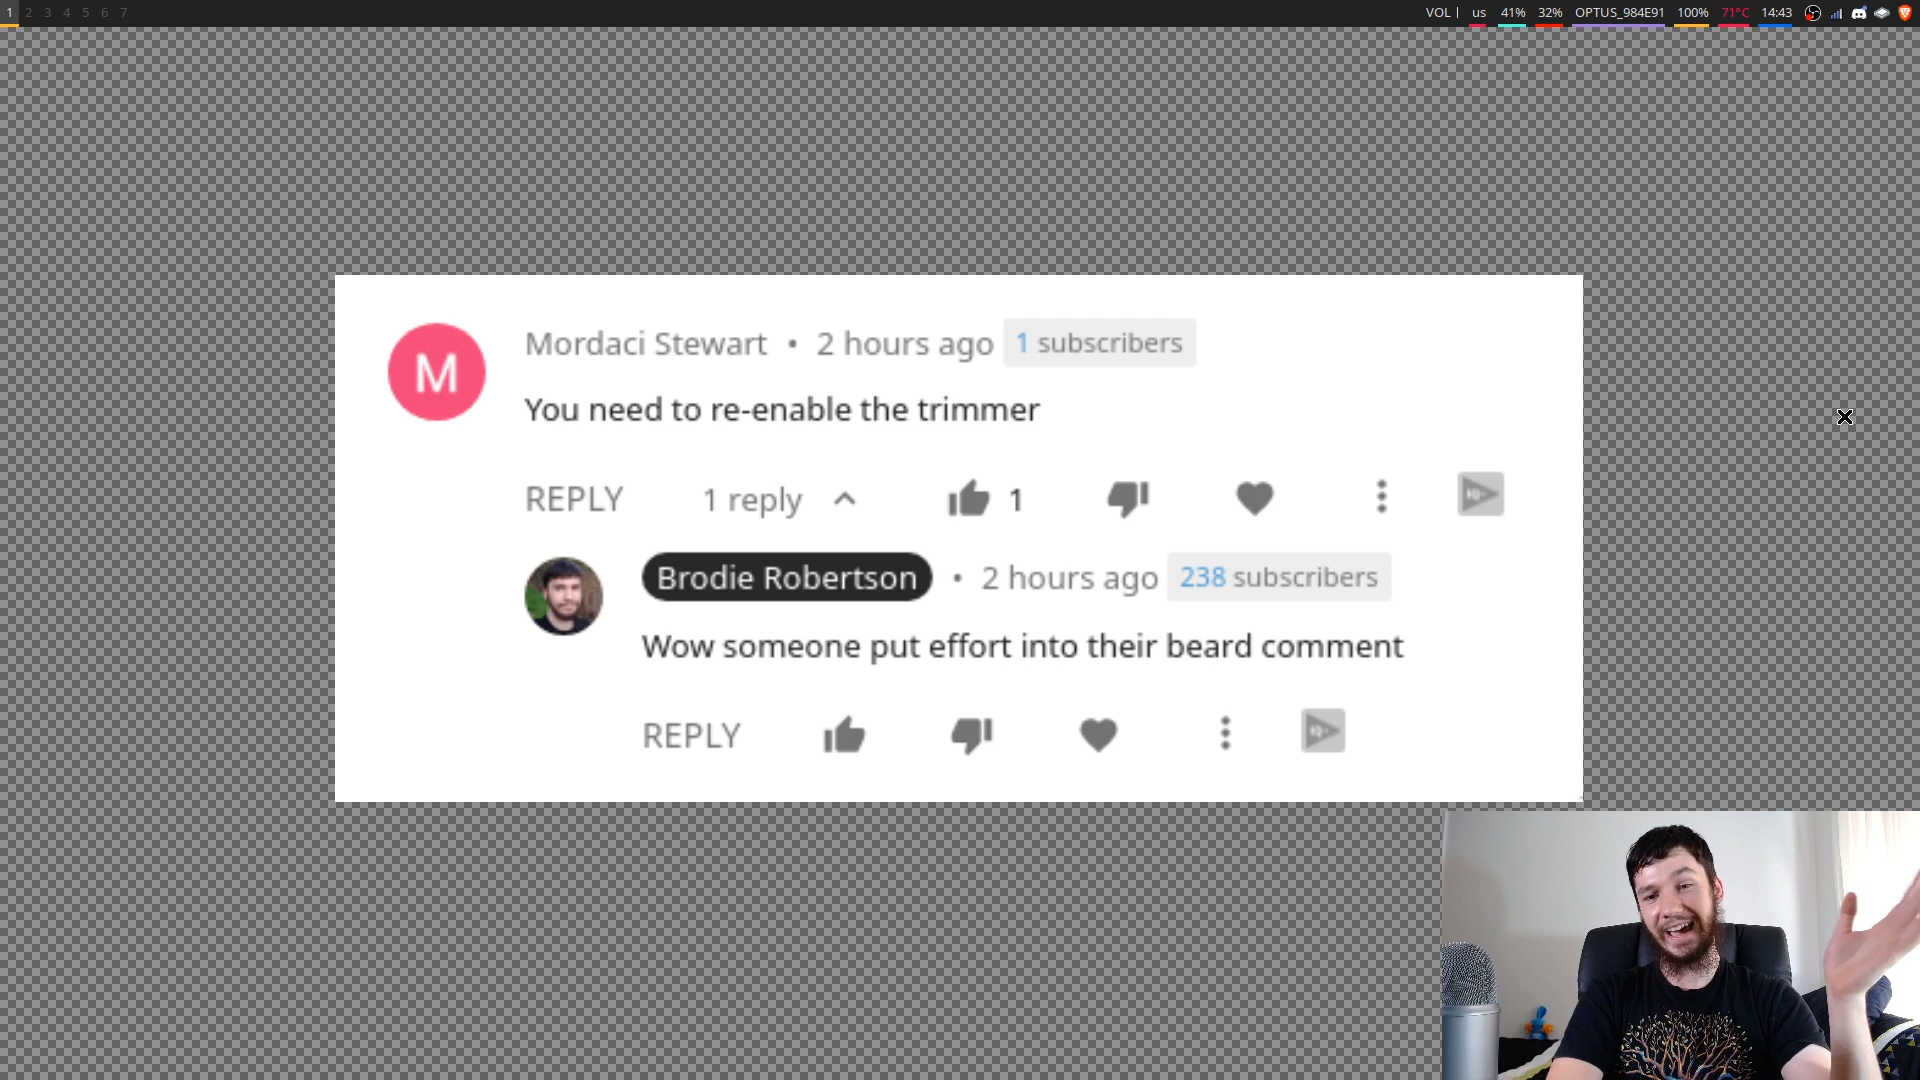 1 2 3 4 5 6 7
VOL | us 41% 32% OPTUS_984E91 100% 71°C 14:43
M
Mordaci Stewart • 2 hours ago 1 subscribers
You need to re-enable the trimmer
REPLY 1 reply 1
Brodie Robertson • 2 hours ago 238 subscribers
Wow someone put effort into their beard comment
REPLY